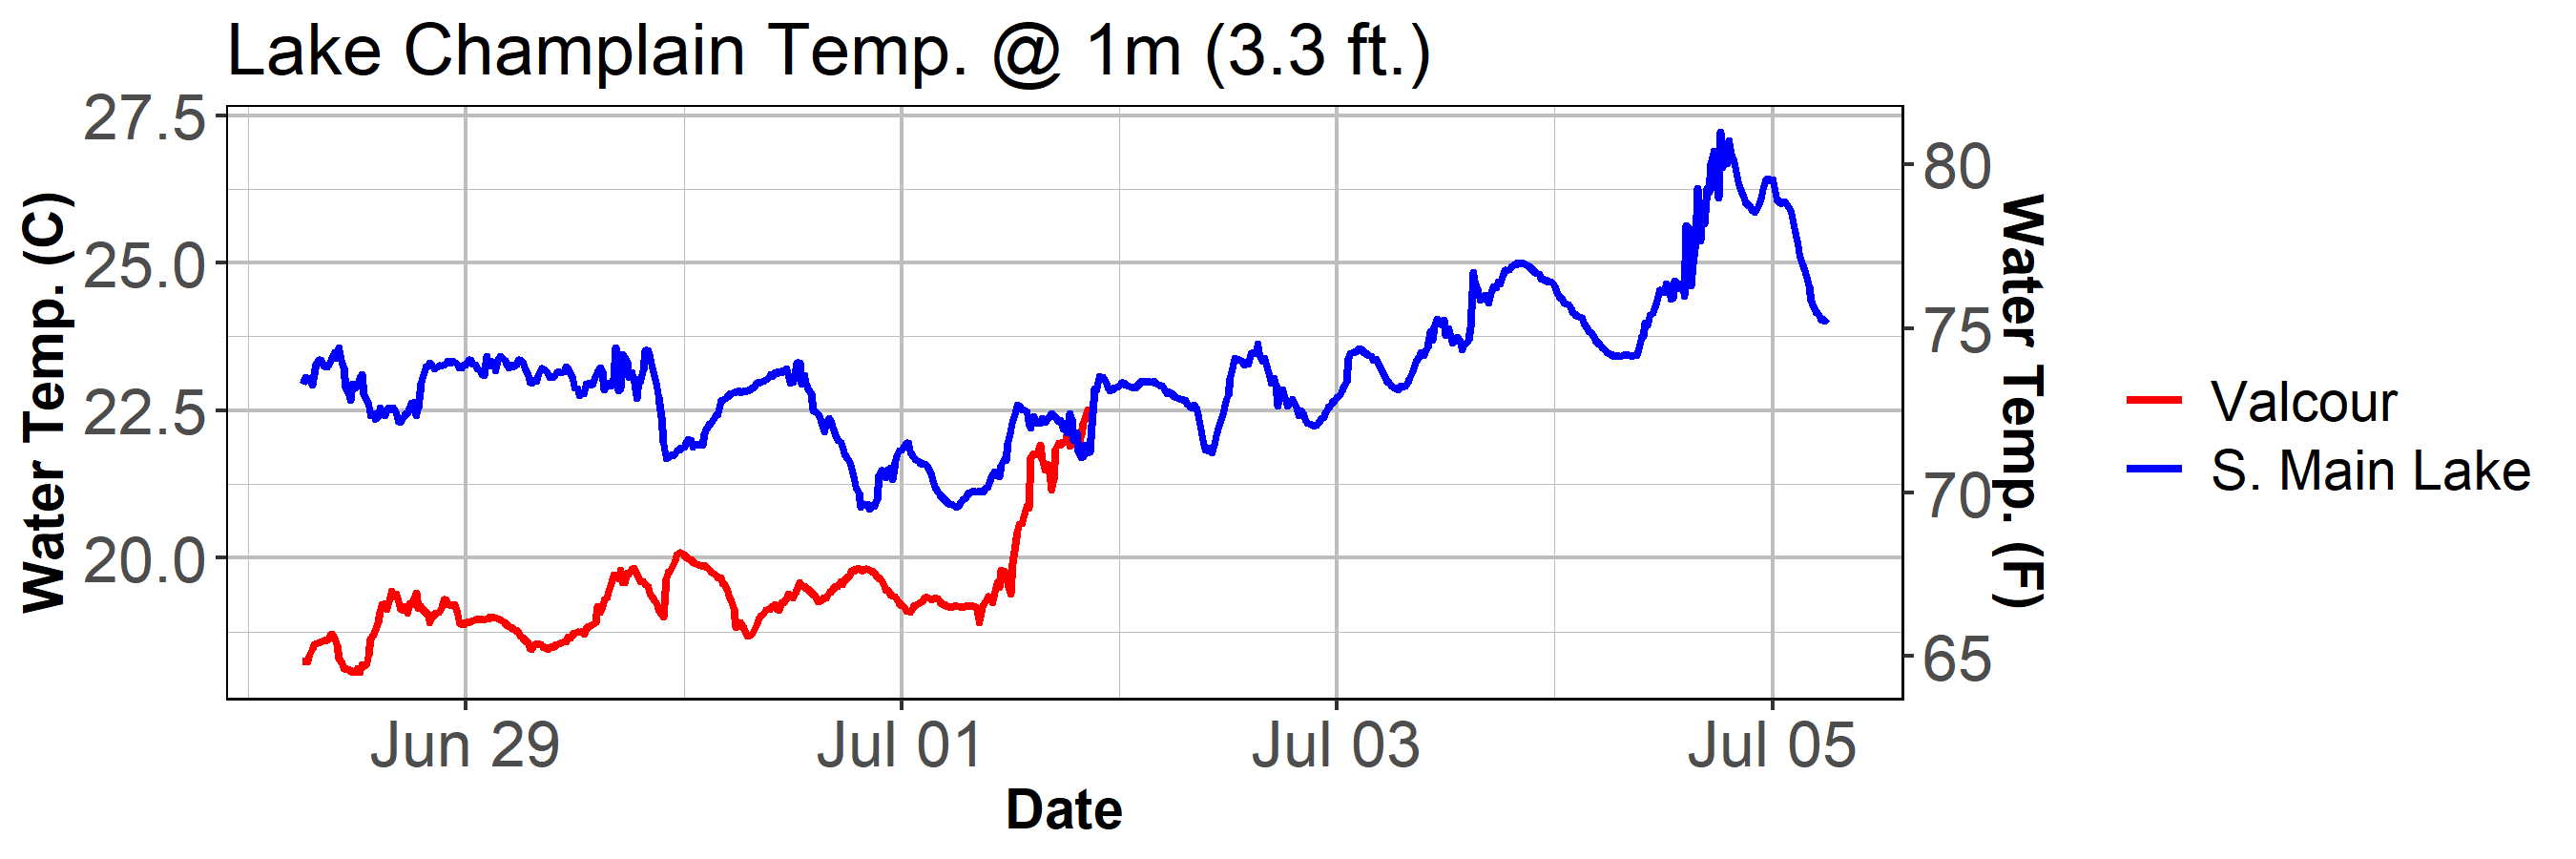 Lake Champlain Temp. @ 1m (3.3 ft.)
Water Temp. (C)
27.5
25.0
22.5
20.0
80
75
70
65
Water Temp. (F)
Jun 29
Jul 01
Jul 03
Jul 05
Date
Valcour
S. Main Lake